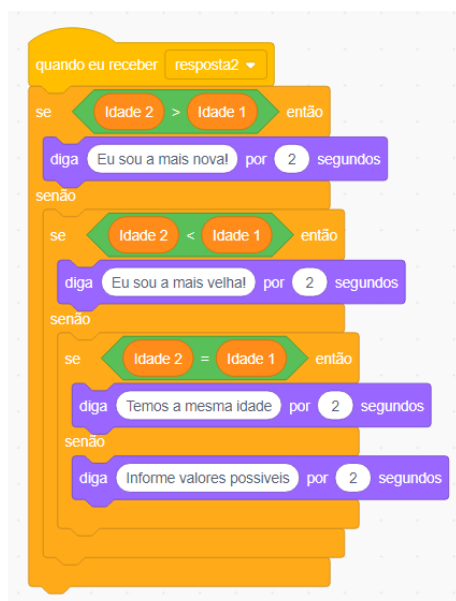 quando eu receber resposta2
se Idade 2 > Idade 1 então
diga Eu sou a mais nova! por 2 segundos
senão
se Idade 2 < Idade 1 então
diga Eu sou a mais velha! por 2 segundos
senão
se Idade 2 = Idade 1 então
diga Temos a mesma idade por 2 segundos
senão
diga Informe valores possiveis por 2 segundos